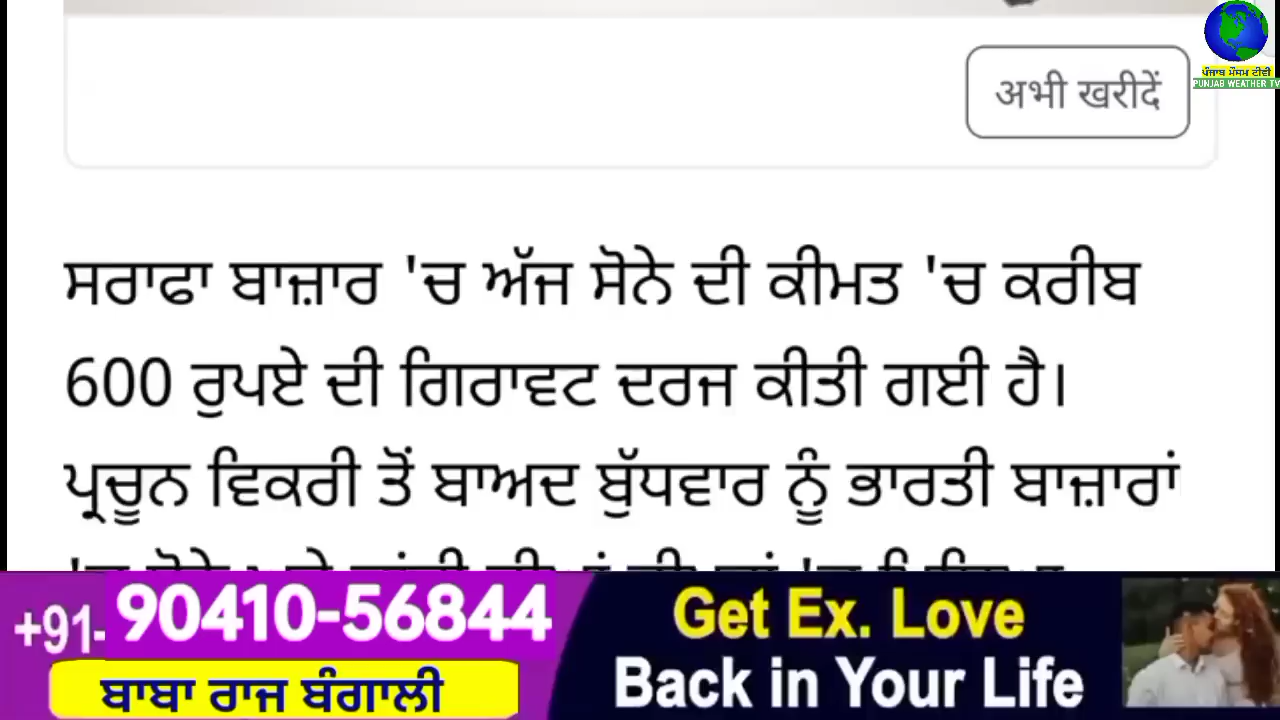 ਪੰਜਾਬ ਮੌਸਮ ਟੀਵੀ
PUNJAB WEATHER TV
अभी खरीदें
ਸਰਾਫਾ ਬਾਜ਼ਾਰ 'ਚ ਅੱਜ ਸੋਨੇ ਦੀ ਕੀਮਤ 'ਚ ਕਰੀਬ
600 ਰੁਪਏ ਦੀ ਗਿਰਾਵਟ ਦਰਜ ਕੀਤੀ ਗਈ ਹੈ।
ਪ੍ਰਚੂਨ ਵਿਕਰੀ ਤੋਂ ਬਾਅਦ ਬੁੱਧਵਾਰ ਨੂੰ ਭਾਰਤੀ ਬਾਜ਼ਾਰਾਂ
+91- 90410-56844
ਬਾਬਾ ਰਾਜ ਬੰਗਾਲੀ
Get Ex. Love
Back in Your Life